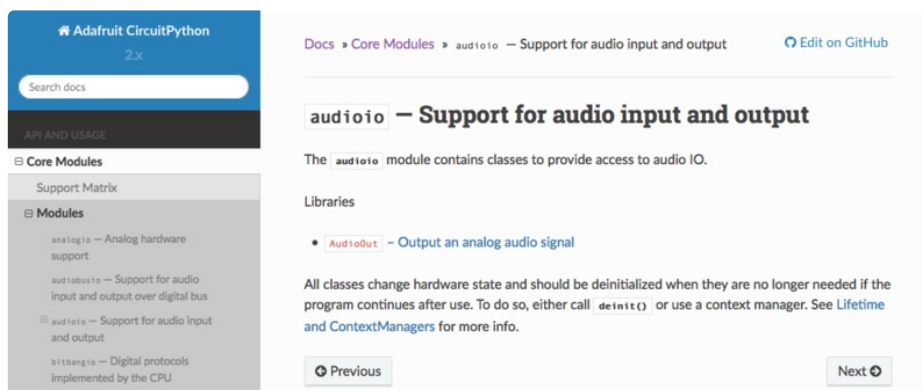 Adafruit CircuitPython
2.x
Search docs
API AND USAGE
Core Modules
Support Matrix
Modules
analogio — Analog hardware
support
audiobusio — Support for audio
input and output over digital bus
audioio — Support for audio input
and output
bitbangio — Digital protocols
implemented by the CPU
Docs » Core Modules » audioio — Support for audio input and output
Edit on GitHub
audioio — Support for audio input and output
The audioio module contains classes to provide access to audio IO.
Libraries
• AudioOut – Output an analog audio signal
All classes change hardware state and should be deinitialized when they are no longer needed if the
program continues after use. To do so, either call deinit() or use a context manager. See Lifetime
and ContextManagers for more info.
Previous
Next